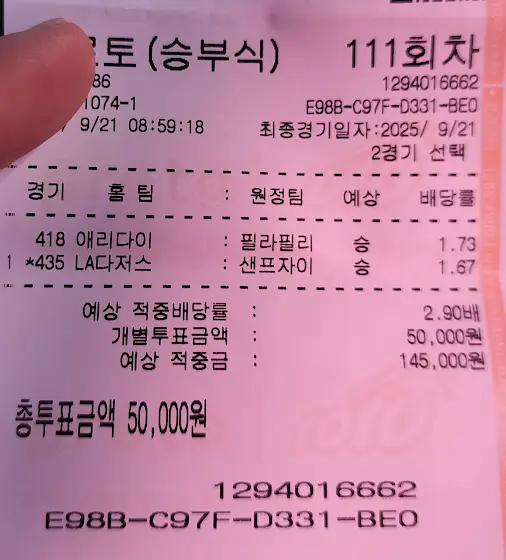 토(승부식) 111회차
86 1294016662
1074-1 E98B-C97F-D331-BE0
9/21 08:59:18 최종경기일자:2025/ 9/21
2경기 선택
경기 홈 팀 : 원정팀 예상 배당률
418 애리다이 : 필라필리 승 1.73
1 *435 LA다저스 : 샌프자이 승 1.67
예상 적중배당률 : 2.90배
개별투표금액 : 50,000원
예상 적중금 : 145,000원
총투표금액 50,000원
1294016662
E98B-C97F-D331-BE0